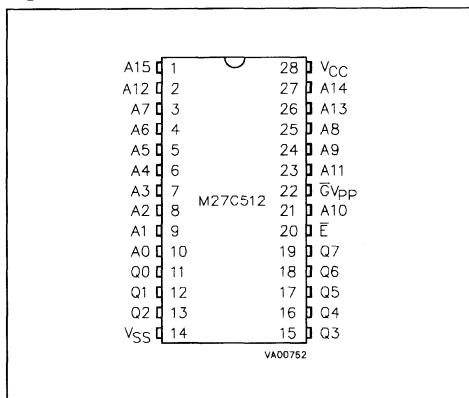 A15 1 28 VCC
A12 2 27 A14
A7 3 26 A13
A6 4 25 A8
A5 5 24 A9
A4 6 23 A11
A3 7 M27C512 22 G̅VPP
A2 8 21 A10
A1 9 20 E̅
A0 10 19 Q7
Q0 11 18 Q6
Q1 12 17 Q5
Q2 13 16 Q4
VSS 14 15 Q3
VA00752